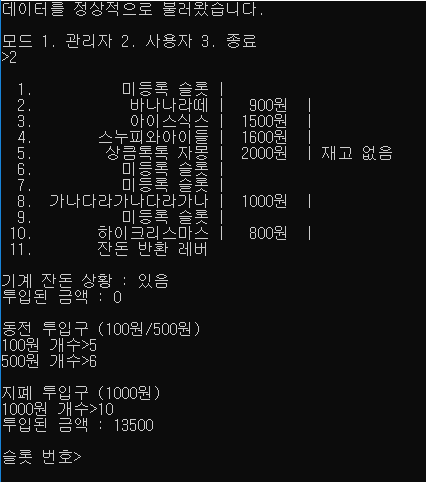 데이터를 정상적으로 불러왔습니다.
모드 1. 관리자 2. 사용자 3. 종료
>2
1. 미등록 슬롯 |
2. 바나나라떼 | 900원 |
3. 아이스식스 | 1500원 |
4. 스누피와아이들 | 1600원 |
5. 상큼톡톡 자몽 | 2000원 | 재고 없음
6. 미등록 슬롯 |
7. 미등록 슬롯 |
8. 가나다라가나다라가나 | 1000원 |
9. 미등록 슬롯 |
10. 하이크리스마스 | 800원 |
11. 잔돈 반환 레버
기계 잔돈 상황 : 있음
투입된 금액 : 0
동전 투입구 (100원/500원)
100원 개수>5
500원 개수>6
지폐 투입구 (1000원)
1000원 개수>10
투입된 금액 : 13500
슬롯 번호>